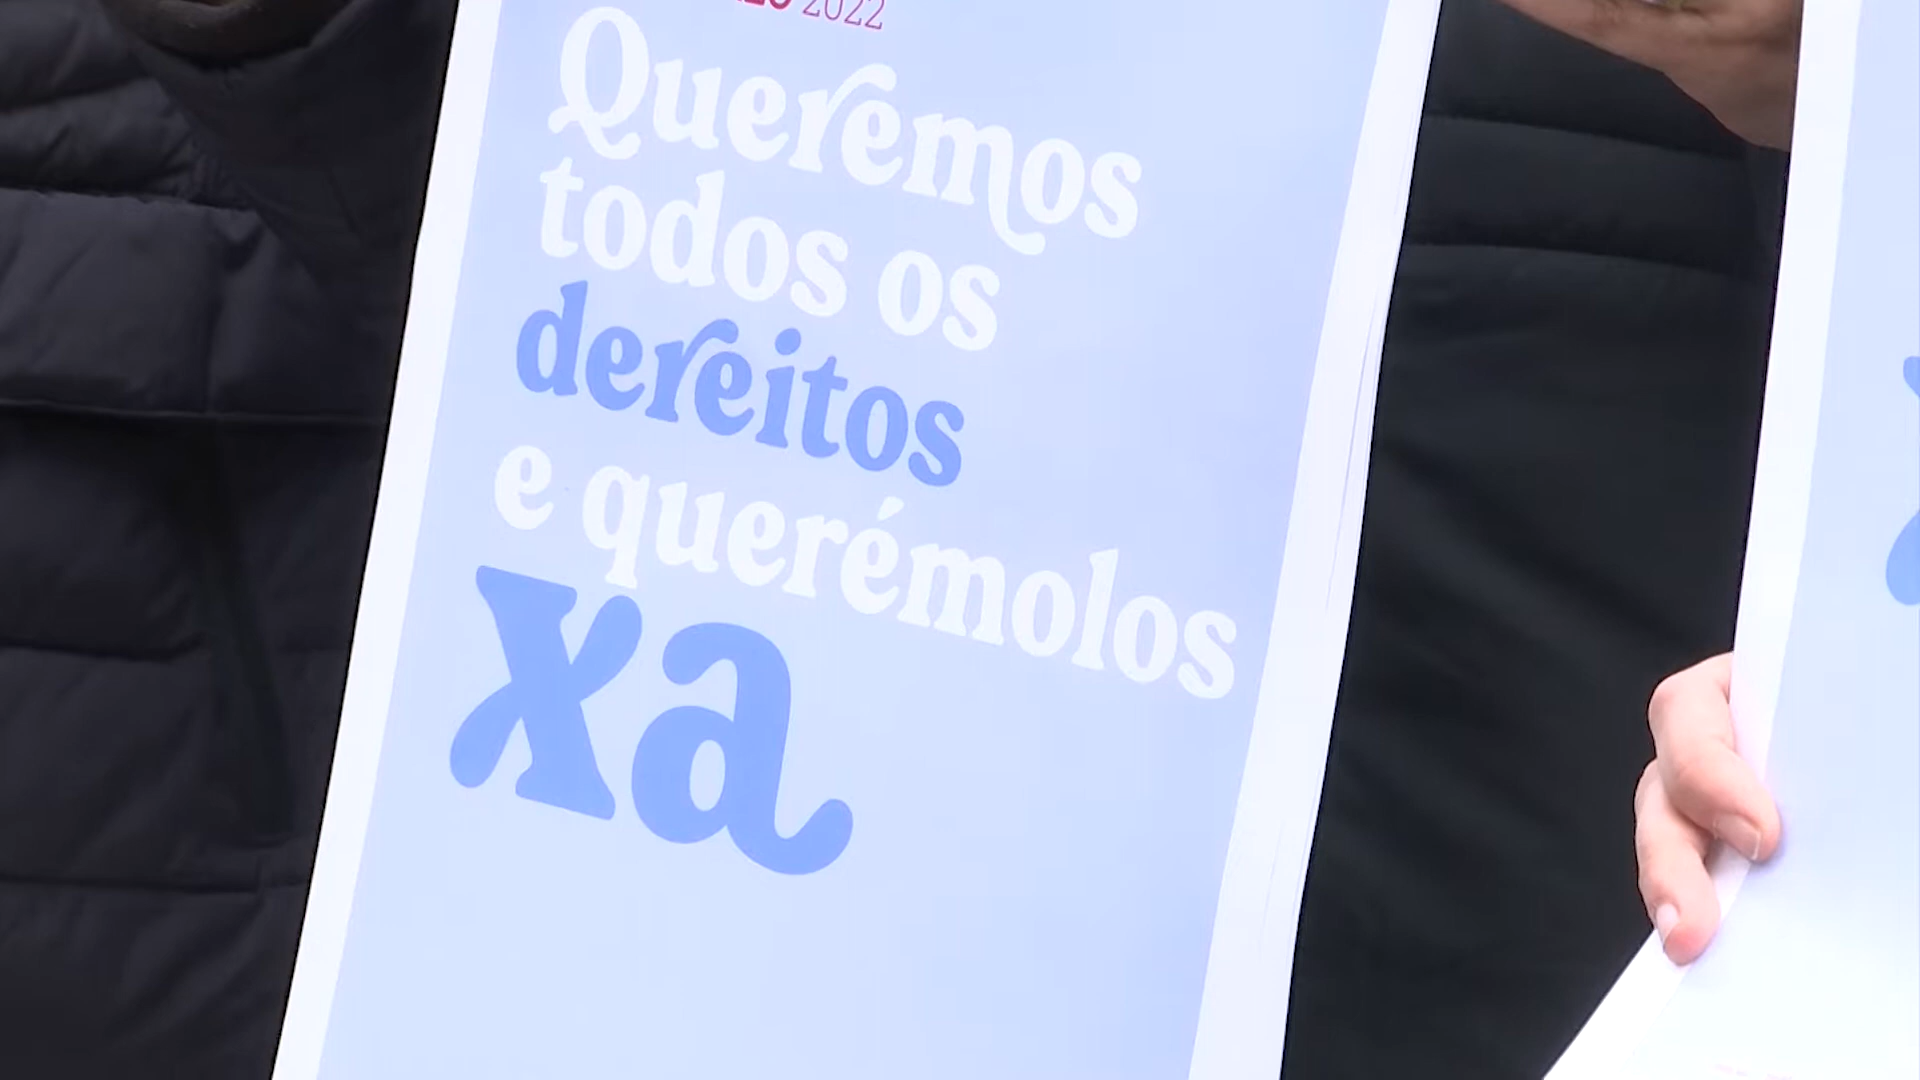 2022
Queremos
todos os
dereitos
e querémolos
xa